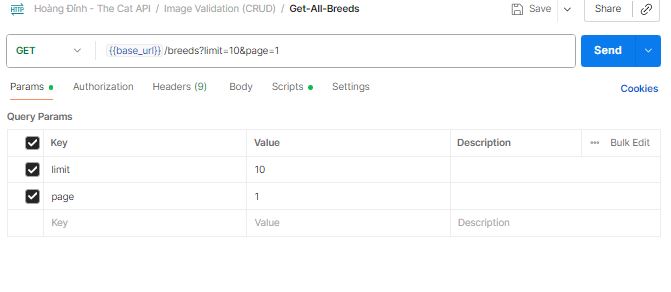 HTTP Hoàng Đỉnh - The Cat API / Image Validation (CRUD) / Get-All-Breeds Save Share
GET {{base_url}} /breeds?limit=10&page=1 Send
Params Authorization Headers (9) Body Scripts Settings Cookies
Query Params
Key Value Description Bulk Edit
limit 10
page 1
Key Value Description